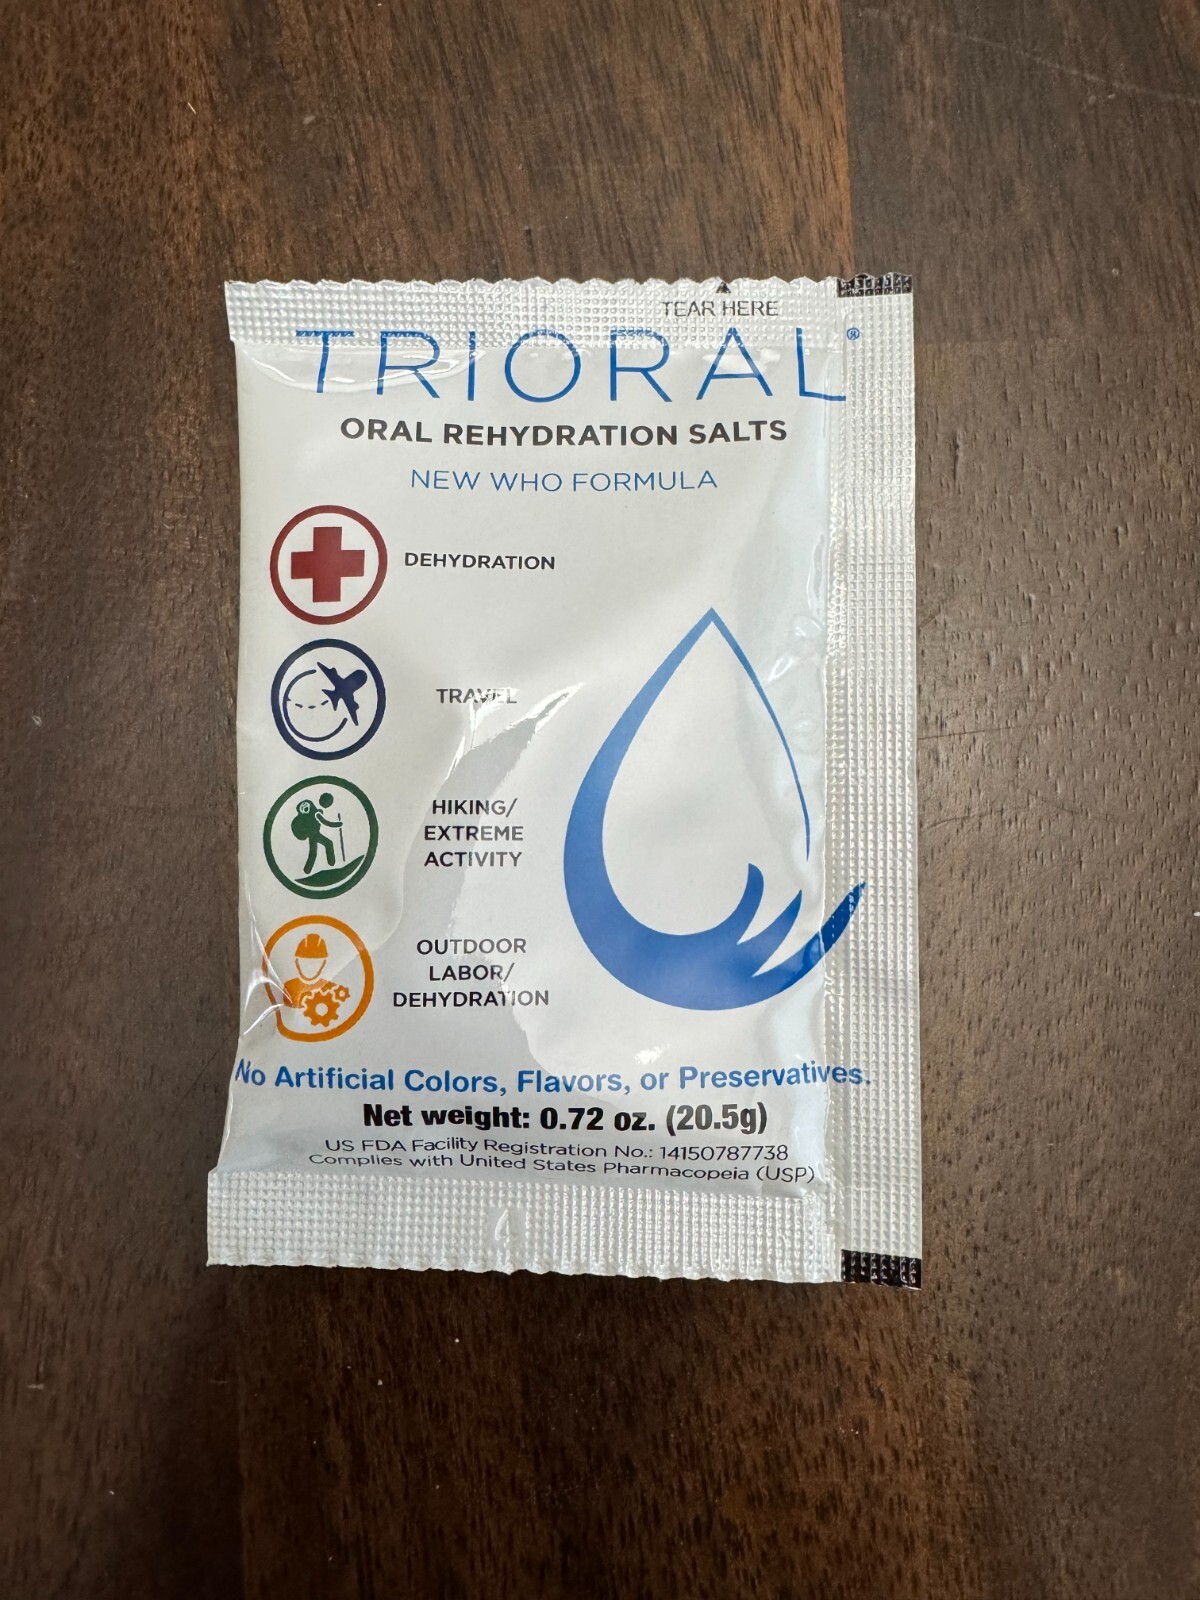 TEAR HERE
TRIORAL®
ORAL REHYDRATION SALTS
NEW WHO FORMULA
DEHYDRATION
TRAVEL
HIKING/
EXTREME
ACTIVITY
OUTDOOR
LABOR/
DEHYDRATION
No Artificial Colors, Flavors, or Preservatives.
Net weight: 0.72 oz. (20.5g)
US FDA Facility Registration No.: 14150787738
Complies with United States Pharmacopeia (USP)